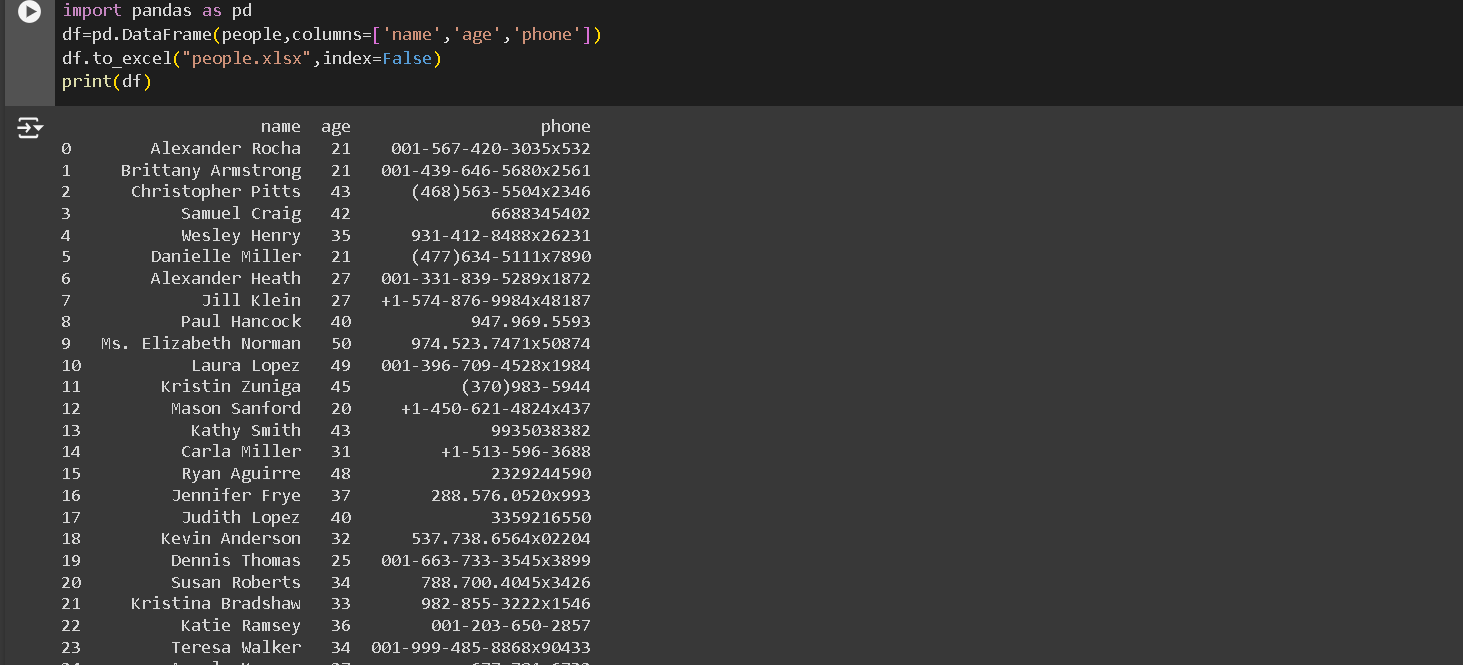 import pandas as pd
df=pd.DataFrame(people,columns=['name','age','phone'])
df.to_excel("people.xlsx",index=False)
print(df)
name age phone
0 Alexander Rocha 21 001-567-420-3035x532
1 Brittany Armstrong 21 001-439-646-5680x2561
2 Christopher Pitts 43 (468)563-5504x2346
3 Samuel Craig 42 6688345402
4 Wesley Henry 35 931-412-8488x26231
5 Danielle Miller 21 (477)634-5111x7890
6 Alexander Heath 27 001-331-839-5289x1872
7 Jill Klein 27 +1-574-876-9984x48187
8 Paul Hancock 40 947.969.5593
9 Ms. Elizabeth Norman 50 974.523.7471x50874
10 Laura Lopez 49 001-396-709-4528x1984
11 Kristin Zuniga 45 (370)983-5944
12 Mason Sanford 20 +1-450-621-4824x437
13 Kathy Smith 43 9935038382
14 Carla Miller 31 +1-513-596-3688
15 Ryan Aguirre 48 2329244590
16 Jennifer Frye 37 288.576.0520x993
17 Judith Lopez 40 3359216550
18 Kevin Anderson 32 537.738.6564x02204
19 Dennis Thomas 25 001-663-733-3545x3899
20 Susan Roberts 34 788.700.4045x3426
21 Kristina Bradshaw 33 982-855-3222x1546
22 Katie Ramsey 36 001-203-650-2857
23 Teresa Walker 34 001-999-485-8868x90433